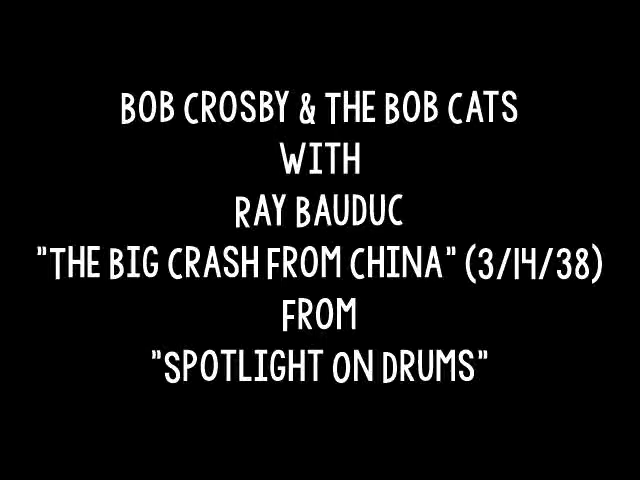 BOB CROSBY & THE BOB CATS
WITH
RAY BAUDUC
"THE BIG CRASH FROM CHINA" (3/14/38)
FROM
"SPOTLIGHT ON DRUMS"